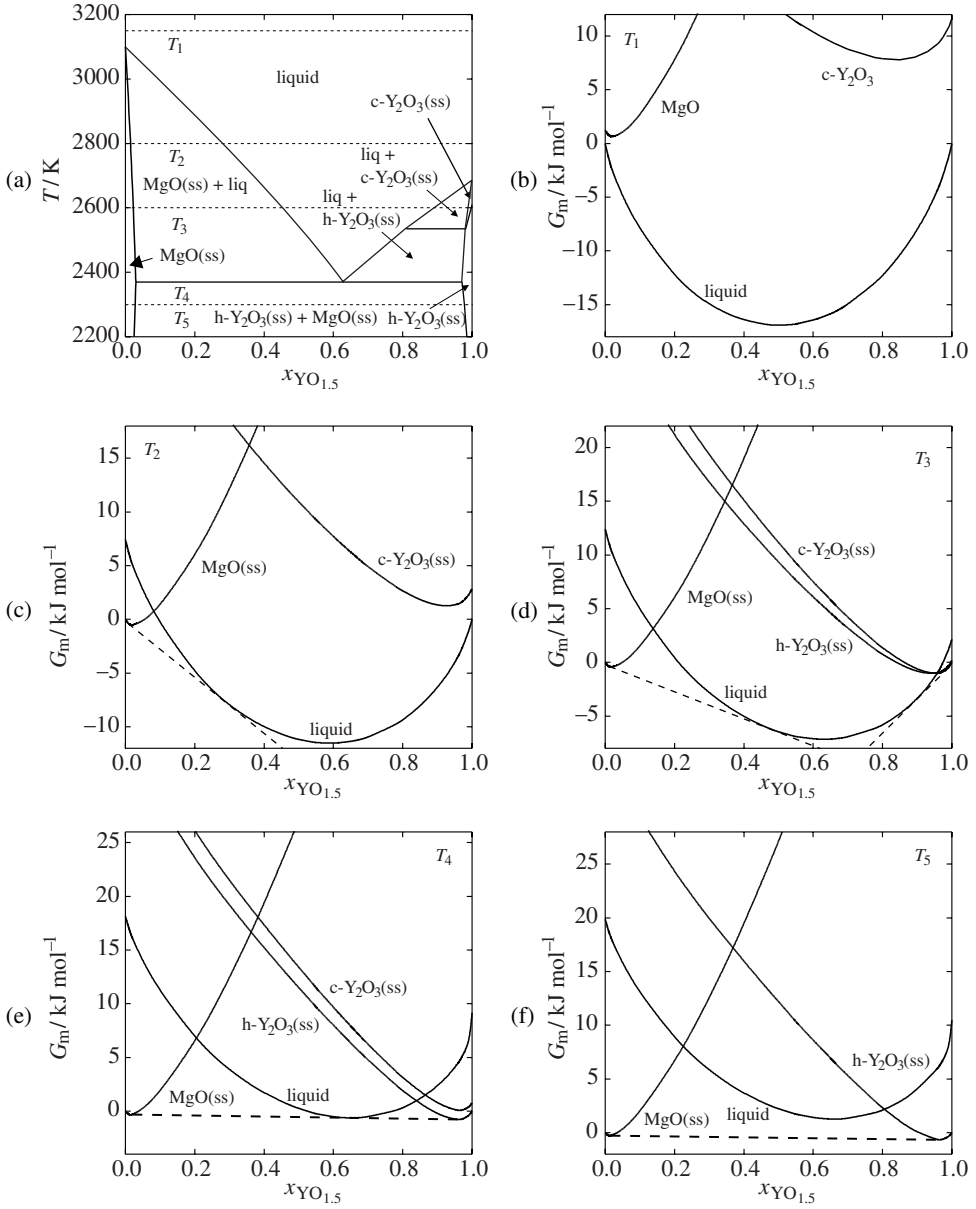 (a)
T / K
3200
3000
2800
2600
2400
2200
T1
liquid
c-Y2O3(ss)
T2
MgO(ss) + liq
liq +
c-Y2O3(ss)
liq +
h-Y2O3(ss)
T3
MgO(ss)
T4
T5
h-Y2O3(ss) + MgO(ss)
h-Y2O3(ss)
0.0 0.2 0.4 0.6 0.8 1.0
xYO1.5
(b)
Gm/ kJ mol−1
10
5
0
−5
−10
−15
T1
MgO
c-Y2O3
liquid
0.0 0.2 0.4 0.6 0.8 1.0
xYO1.5
(c)
Gm/ kJ mol−1
15
10
5
0
−5
−10
T2
MgO(ss)
c-Y2O3(ss)
liquid
0.0 0.2 0.4 0.6 0.8 1.0
xYO1.5
(d)
Gm/ kJ mol−1
20
15
10
5
0
−5
T3
c-Y2O3(ss)
MgO(ss)
h-Y2O3(ss)
liquid
0.0 0.2 0.4 0.6 0.8 1.0
xYO1.5
(e)
Gm/ kJ mol−1
25
20
15
10
5
0
T4
c-Y2O3(ss)
h-Y2O3(ss)
MgO(ss)
liquid
0.0 0.2 0.4 0.6 0.8 1.0
xYO1.5
(f)
Gm/ kJ mol−1
25
20
15
10
5
0
T5
h-Y2O3(ss)
MgO(ss)
liquid
0.0 0.2 0.4 0.6 0.8 1.0
xYO1.5